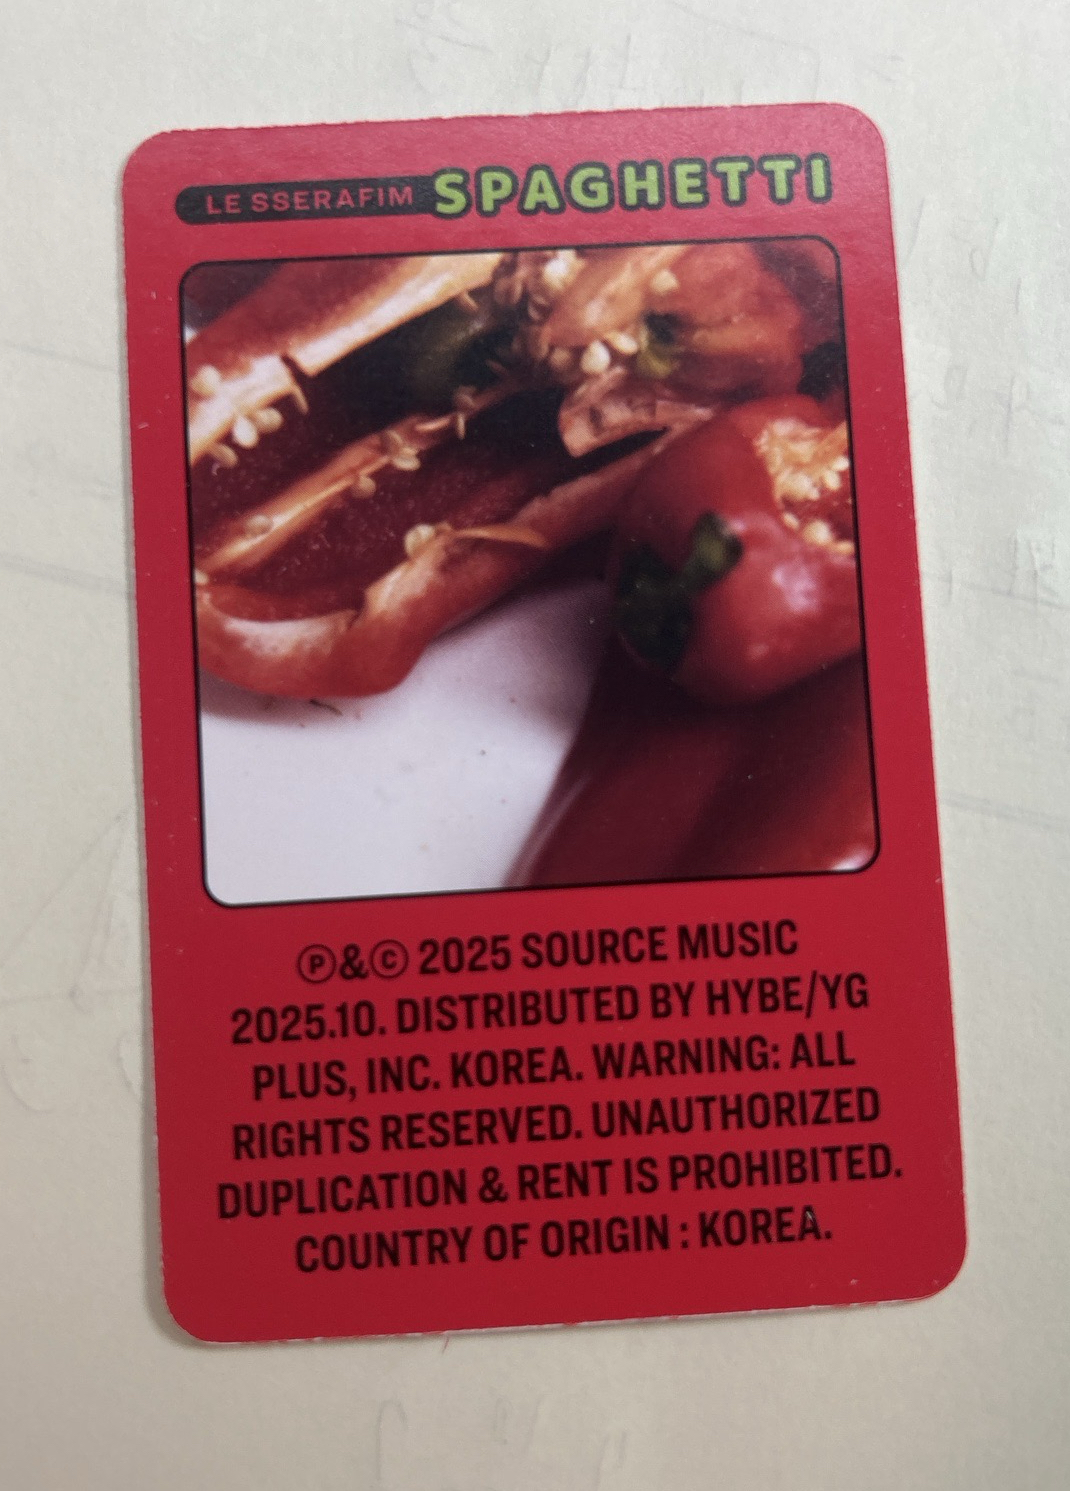 LE SSERAFIM SPAGHETTI
Ⓟ&© 2025 SOURCE MUSIC
2025.10. DISTRIBUTED BY HYBE/YG
PLUS, INC. KOREA. WARNING: ALL
RIGHTS RESERVED. UNAUTHORIZED
DUPLICATION & RENT IS PROHIBITED.
COUNTRY OF ORIGIN : KOREA.